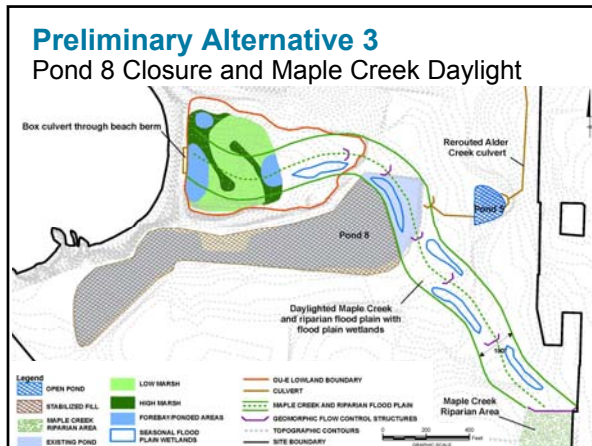 Preliminary Alternative 3
Pond 8 Closure and Maple Creek Daylight
Box culvert through beach berm
Rerouted Alder
Creek culvert
Pond 5
Pond 8
Daylighted Maple Creek
and riparian flood plain with
flood plain wetlands
100'
Maple Creek
Riparian Area
Legend
OPEN POND
STABILIZED FILL
MAPLE CREEK
RIPARIAN AREA
EXISTING POND
LOW MARSH
HIGH MARSH
FOREBAY/PONDED AREAS
SEASONAL FLOOD
PLAIN WETLANDS
OU-E LOWLAND BOUNDARY
CULVERT
MAPLE CREEK AND RIPARIAN FLOOD PLAIN
GEOMORPHIC FLOW CONTROL STRUCTURES
TOPOGRAPHIC CONTOURS
SITE BOUNDARY
0 200 400
Feet
GRAPHIC SCALE